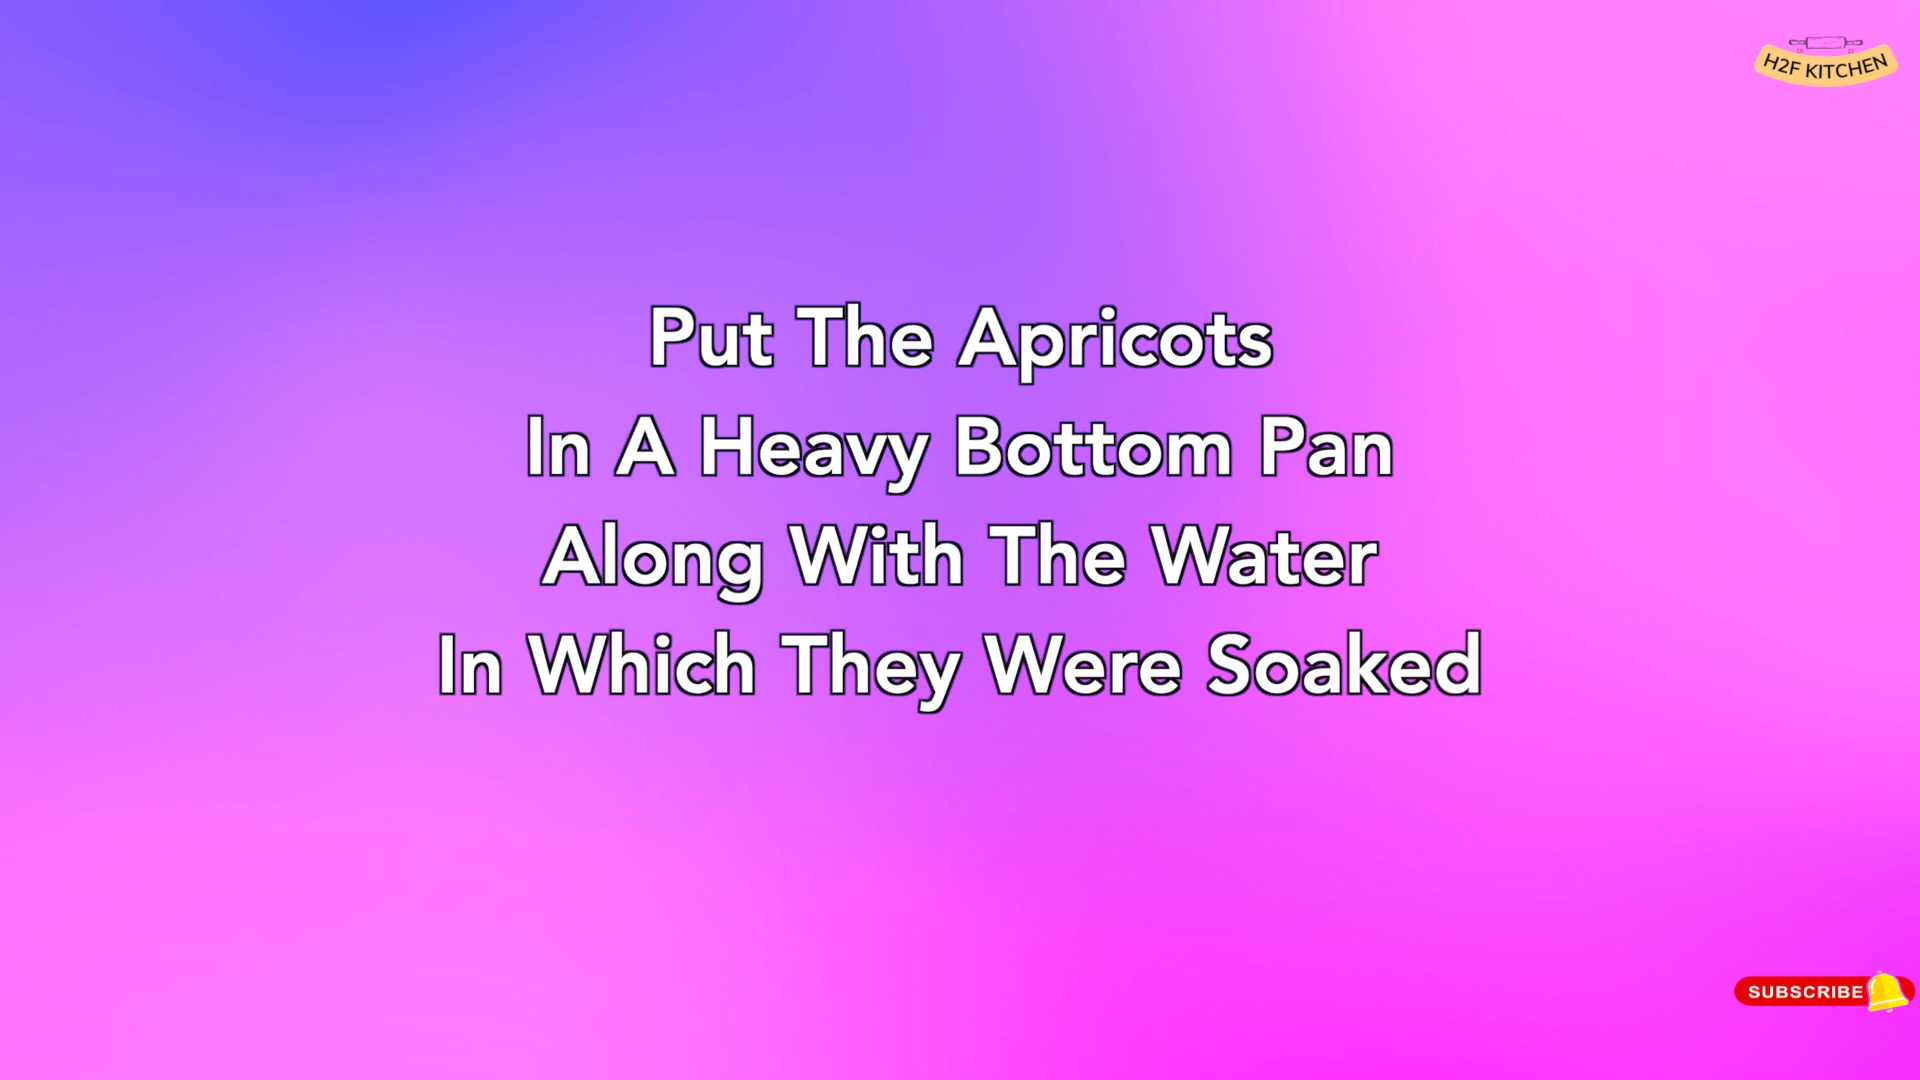 H2F KITCHEN
Put The Apricots
In A Heavy Bottom Pan
Along With The Water
In Which They Were Soaked
SUBSCRIBE